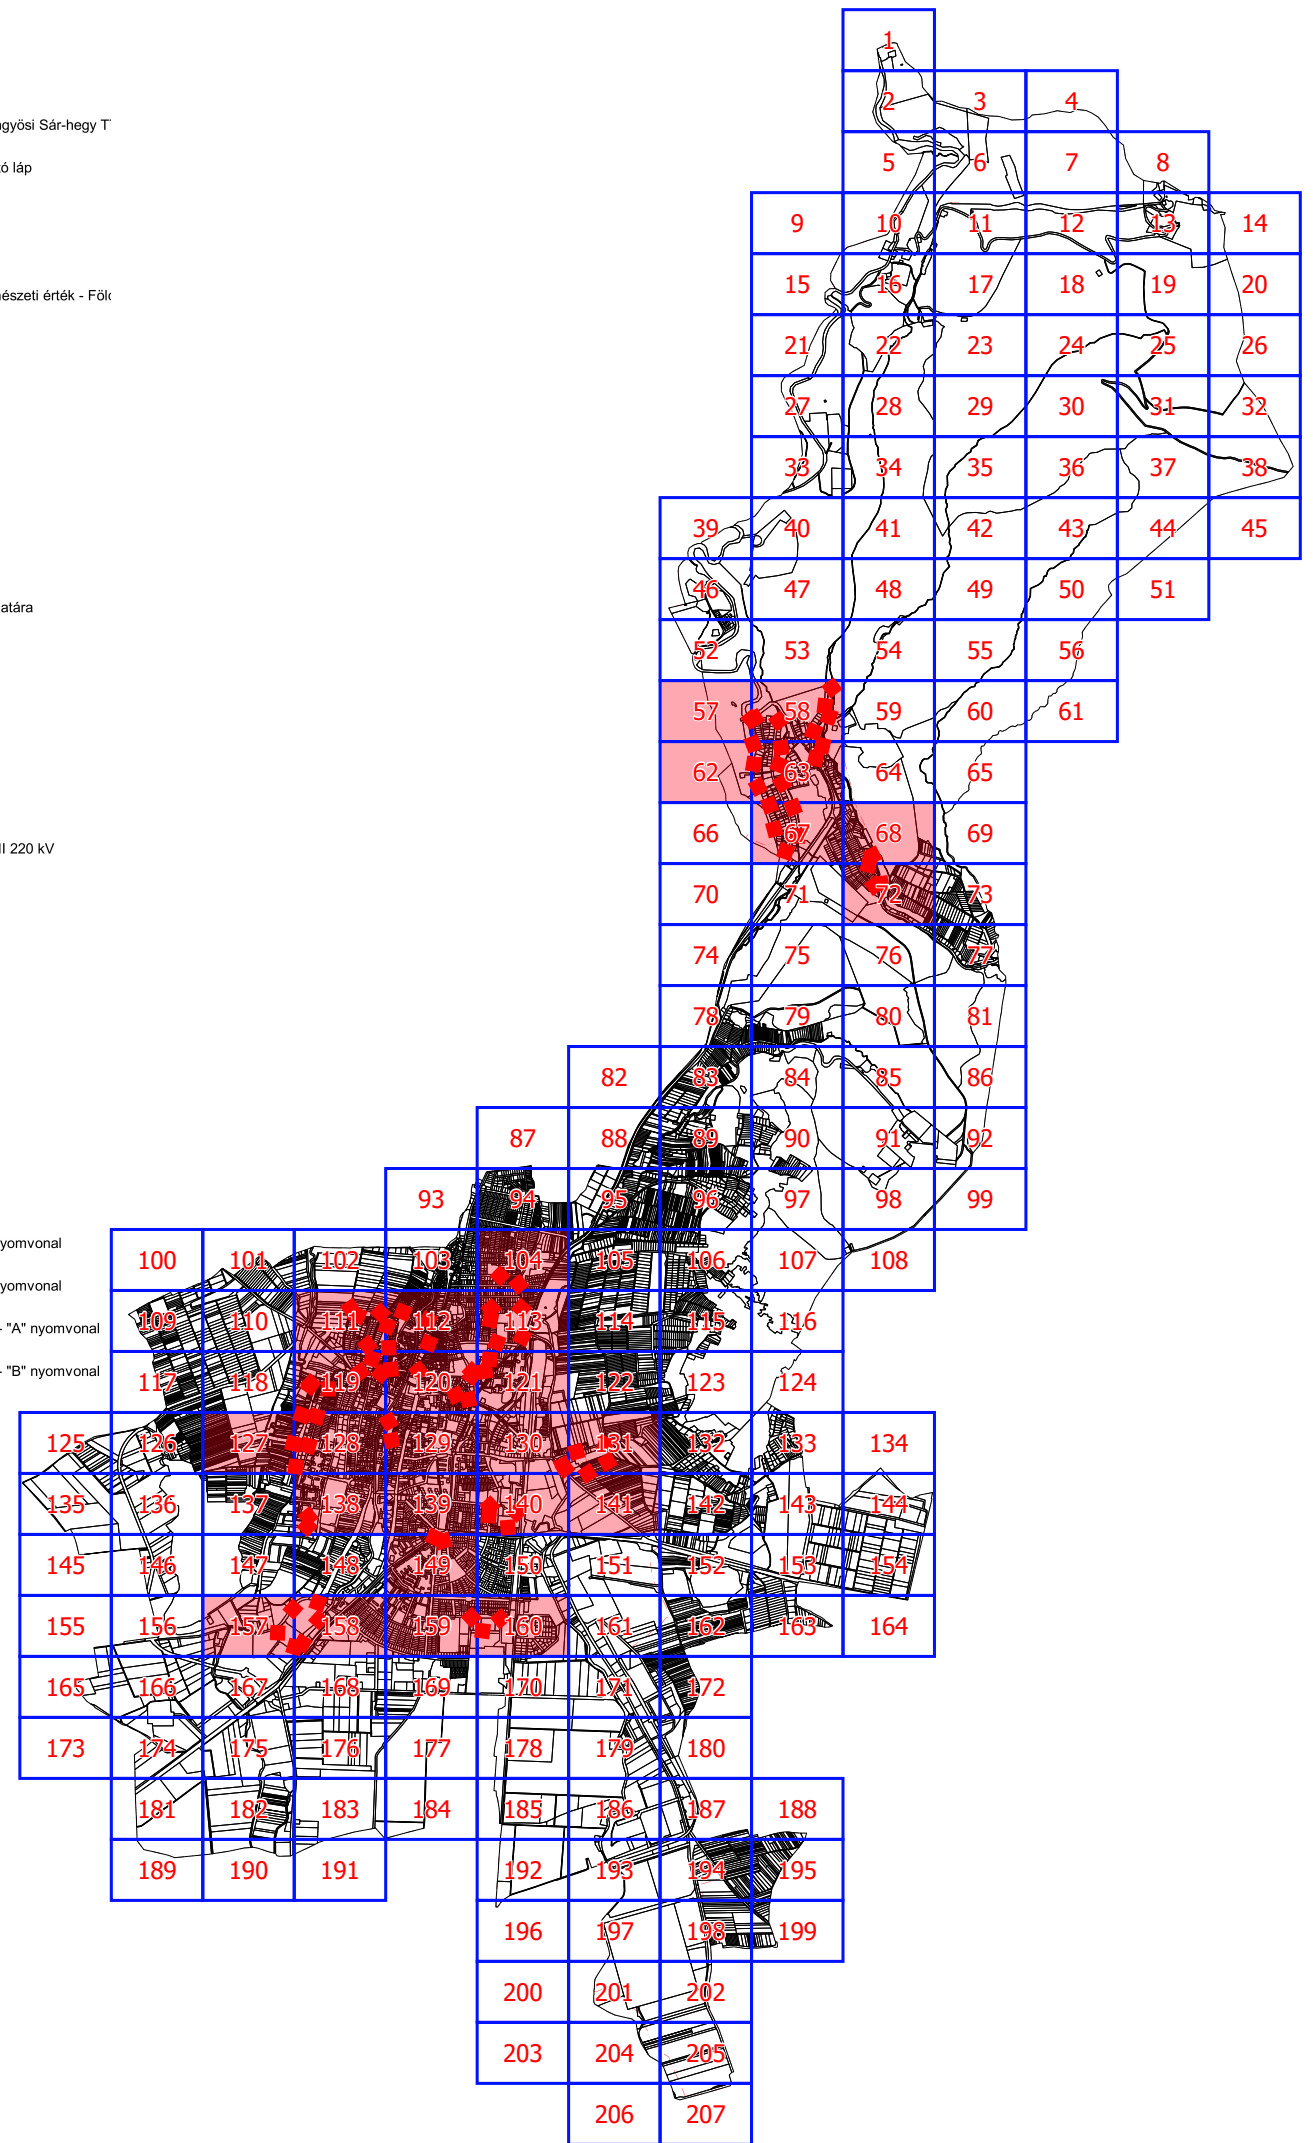 1
2 3 4
ngyösi Sár-hegy T
5 6 7 8
tó láp
9 10 11 12 13 14
15 16 17 18 19 20
nészeti érték - Föl
21 22 23 24 25 26
27 28 29 30 31 32
33 34 35 36 37 38
39 40 41 42 43 44 45
46 47 48 49 50 51
atára
52 53 54 55 56
57 58 59 60 61
62 63 64 65
66 67 68 69
II 220 kV
70 71 72 73
74 75 76 77
78 79 80 81
82 83 84 85 86
87 88 89 90 91 92
93 94 95 96 97 98 99
yomvonal
100 101 102 103 104 105 106 107 108
yomvonal
109 110 111 112 113 114 115 116
- "A" nyomvonal
- "B" nyomvonal
117 118 119 120 121 122 123 124
125 126 127 128 129 130 131 132 133 134
135 136 137 138 139 140 141 142 143 144
145 146 147 148 149 150 151 152 153 154
155 156 157 158 159 160 161 162 163 164
165 166 167 168 169 170 171 172
173 174 175 176 177 178 179 180
181 182 183 184 185 186 187 188
189 190 191 192 193 194 195
196 197 198 199
200 201 202
203 204 205
206 207